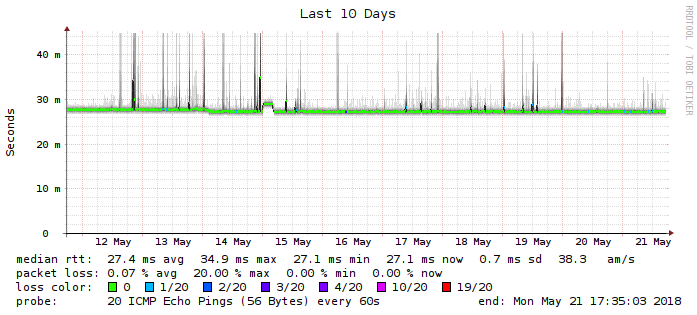 Last 10 Days
RRDTOOL / TOBI OETIKER
Seconds
40 m
30 m
20 m
10 m
0
12 May 13 May 14 May 15 May 16 May 17 May 18 May 19 May 20 May 21 May
median rtt: 27.4 ms avg 34.9 ms max 27.1 ms min 27.1 ms now 0.7 ms sd 38.3 am/s
packet loss: 0.07 % avg 20.00 % max 0.00 % min 0.00 % now
loss color: 0 1/20 2/20 3/20 4/20 10/20 19/20
probe: 20 ICMP Echo Pings (56 Bytes) every 60s end: Mon May 21 17:35:03 2018